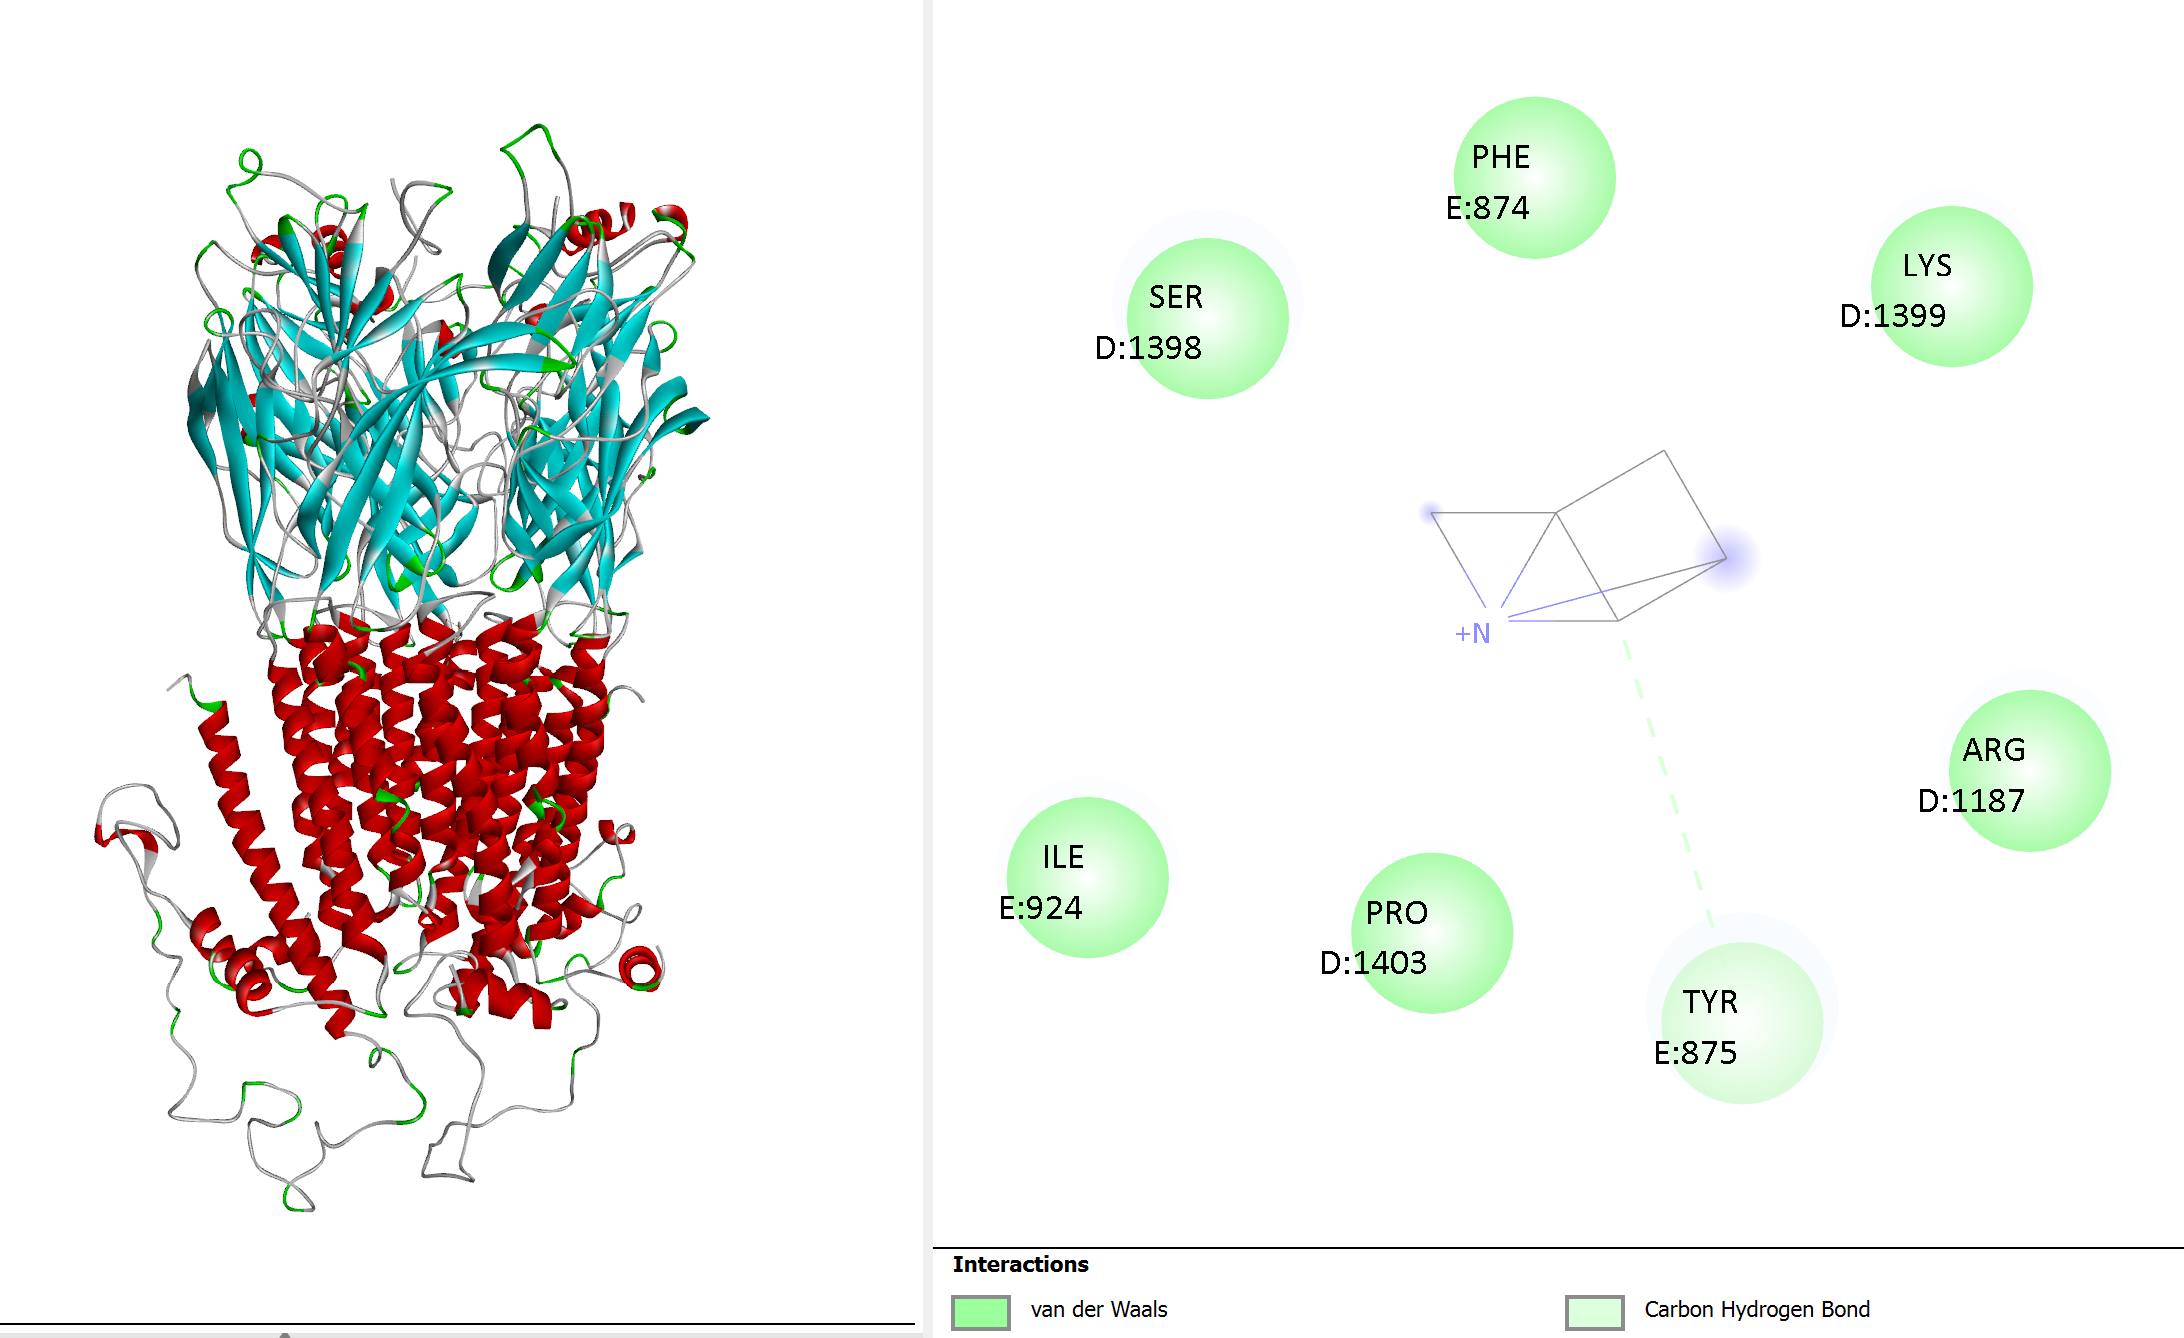 PHE
E:874
LYS
D:1399
SER
D:1398
+N
ARG
D:1187
ILE
E:924
PRO
D:1403
TYR
E:875
Interactions
van der Waals
Carbon Hydrogen Bond